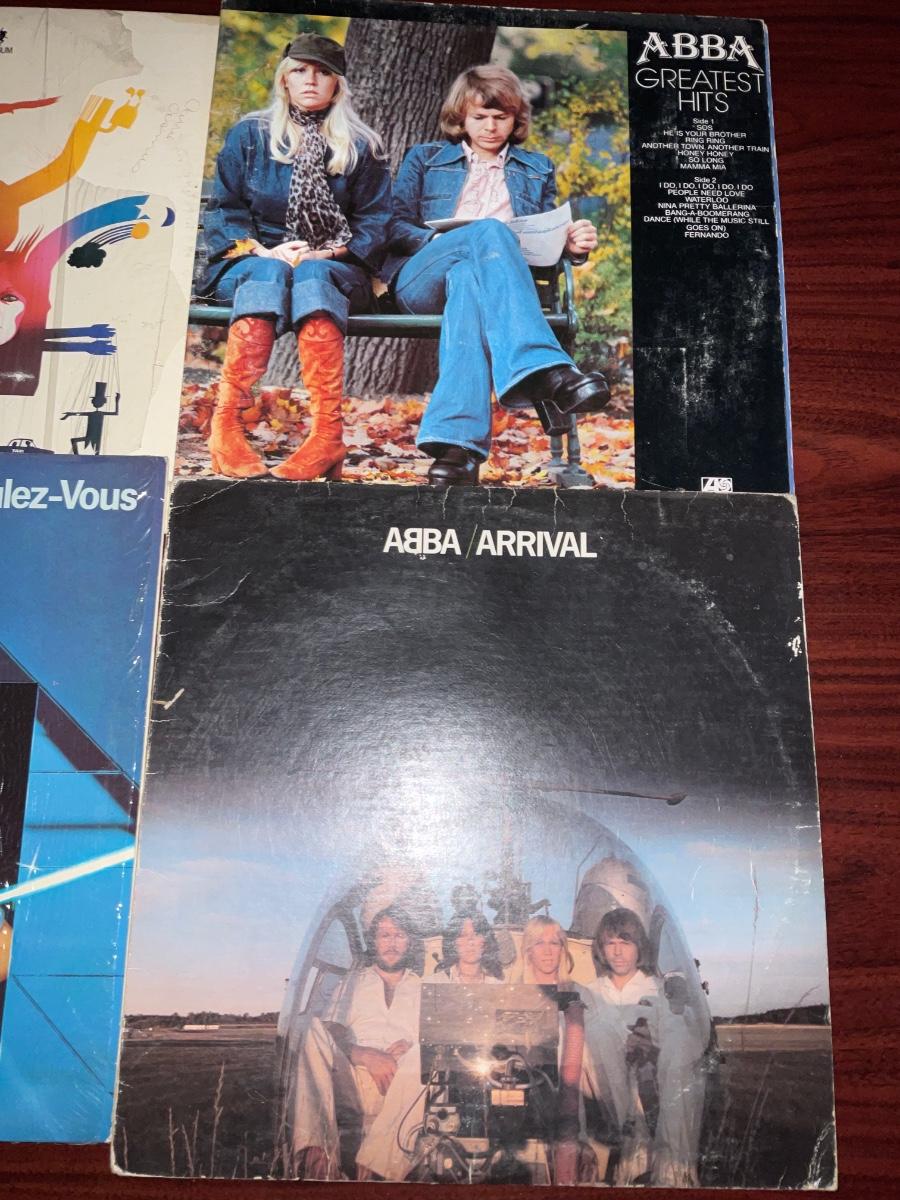 ABBA
GREATEST
HITS
Side 1
SOS
HE IS YOUR BROTHER
RING RING
ANOTHER TOWN, ANOTHER TRAIN
HONEY HONEY
SO LONG
MAMMA MIA
Side 2
I DO, I DO, I DO, I DO, I DO
PEOPLE NEED LOVE
WATERLOO
NINA PRETTY BALLERINA
BANG-A-BOOMERANG
DANCE (WHILE THE MUSIC STILL
GOES ON)
FERNANDO
lez-Vous
ABBA/ARRIVAL